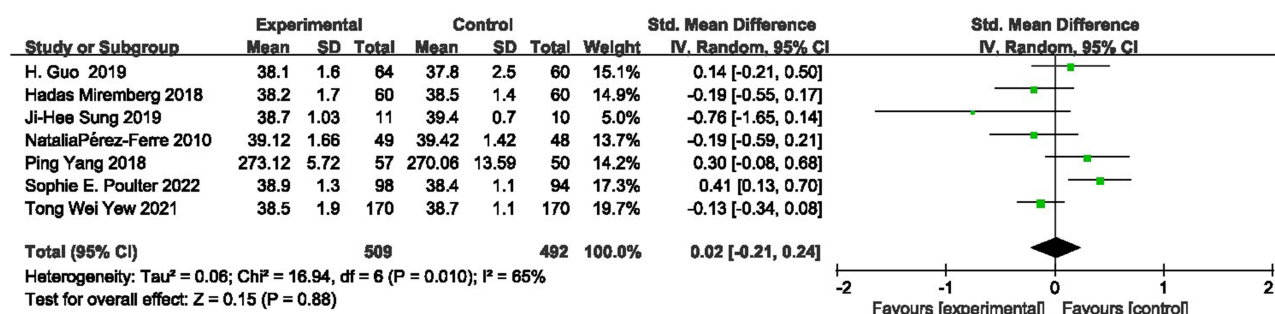 Experimental Control Std. Mean Difference Std. Mean Difference
Study or Subgroup Mean SD Total Mean SD Total Weight IV, Random, 95% CI IV, Random, 95% CI
H. Guo 2019 38.1 1.6 64 37.8 2.5 60 15.1% 0.14 [-0.21, 0.50]
Hadas Miremberg 2018 38.2 1.7 60 38.5 1.4 60 14.9% -0.19 [-0.55, 0.17]
Ji-Hee Sung 2019 38.7 1.03 11 39.4 0.7 10 5.0% -0.76 [-1.65, 0.14]
NataliaPérez-Ferre 2010 39.12 1.66 49 39.42 1.42 48 13.7% -0.19 [-0.59, 0.21]
Ping Yang 2018 273.12 5.72 57 270.06 13.59 50 14.2% 0.30 [-0.08, 0.68]
Sophie E. Poulter 2022 38.9 1.3 98 38.4 1.1 94 17.3% 0.41 [0.13, 0.70]
Tong Wei Yew 2021 38.5 1.9 170 38.7 1.1 170 19.7% -0.13 [-0.34, 0.08]
Total (95% CI) 509 492 100.0% 0.02 [-0.21, 0.24]
Heterogeneity: Tau² = 0.06; Chi² = 16.94, df = 6 (P = 0.010); I² = 65%
Test for overall effect: Z = 0.15 (P = 0.88)
-2 -1 0 1 2
Favours [experimental] Favours [control]